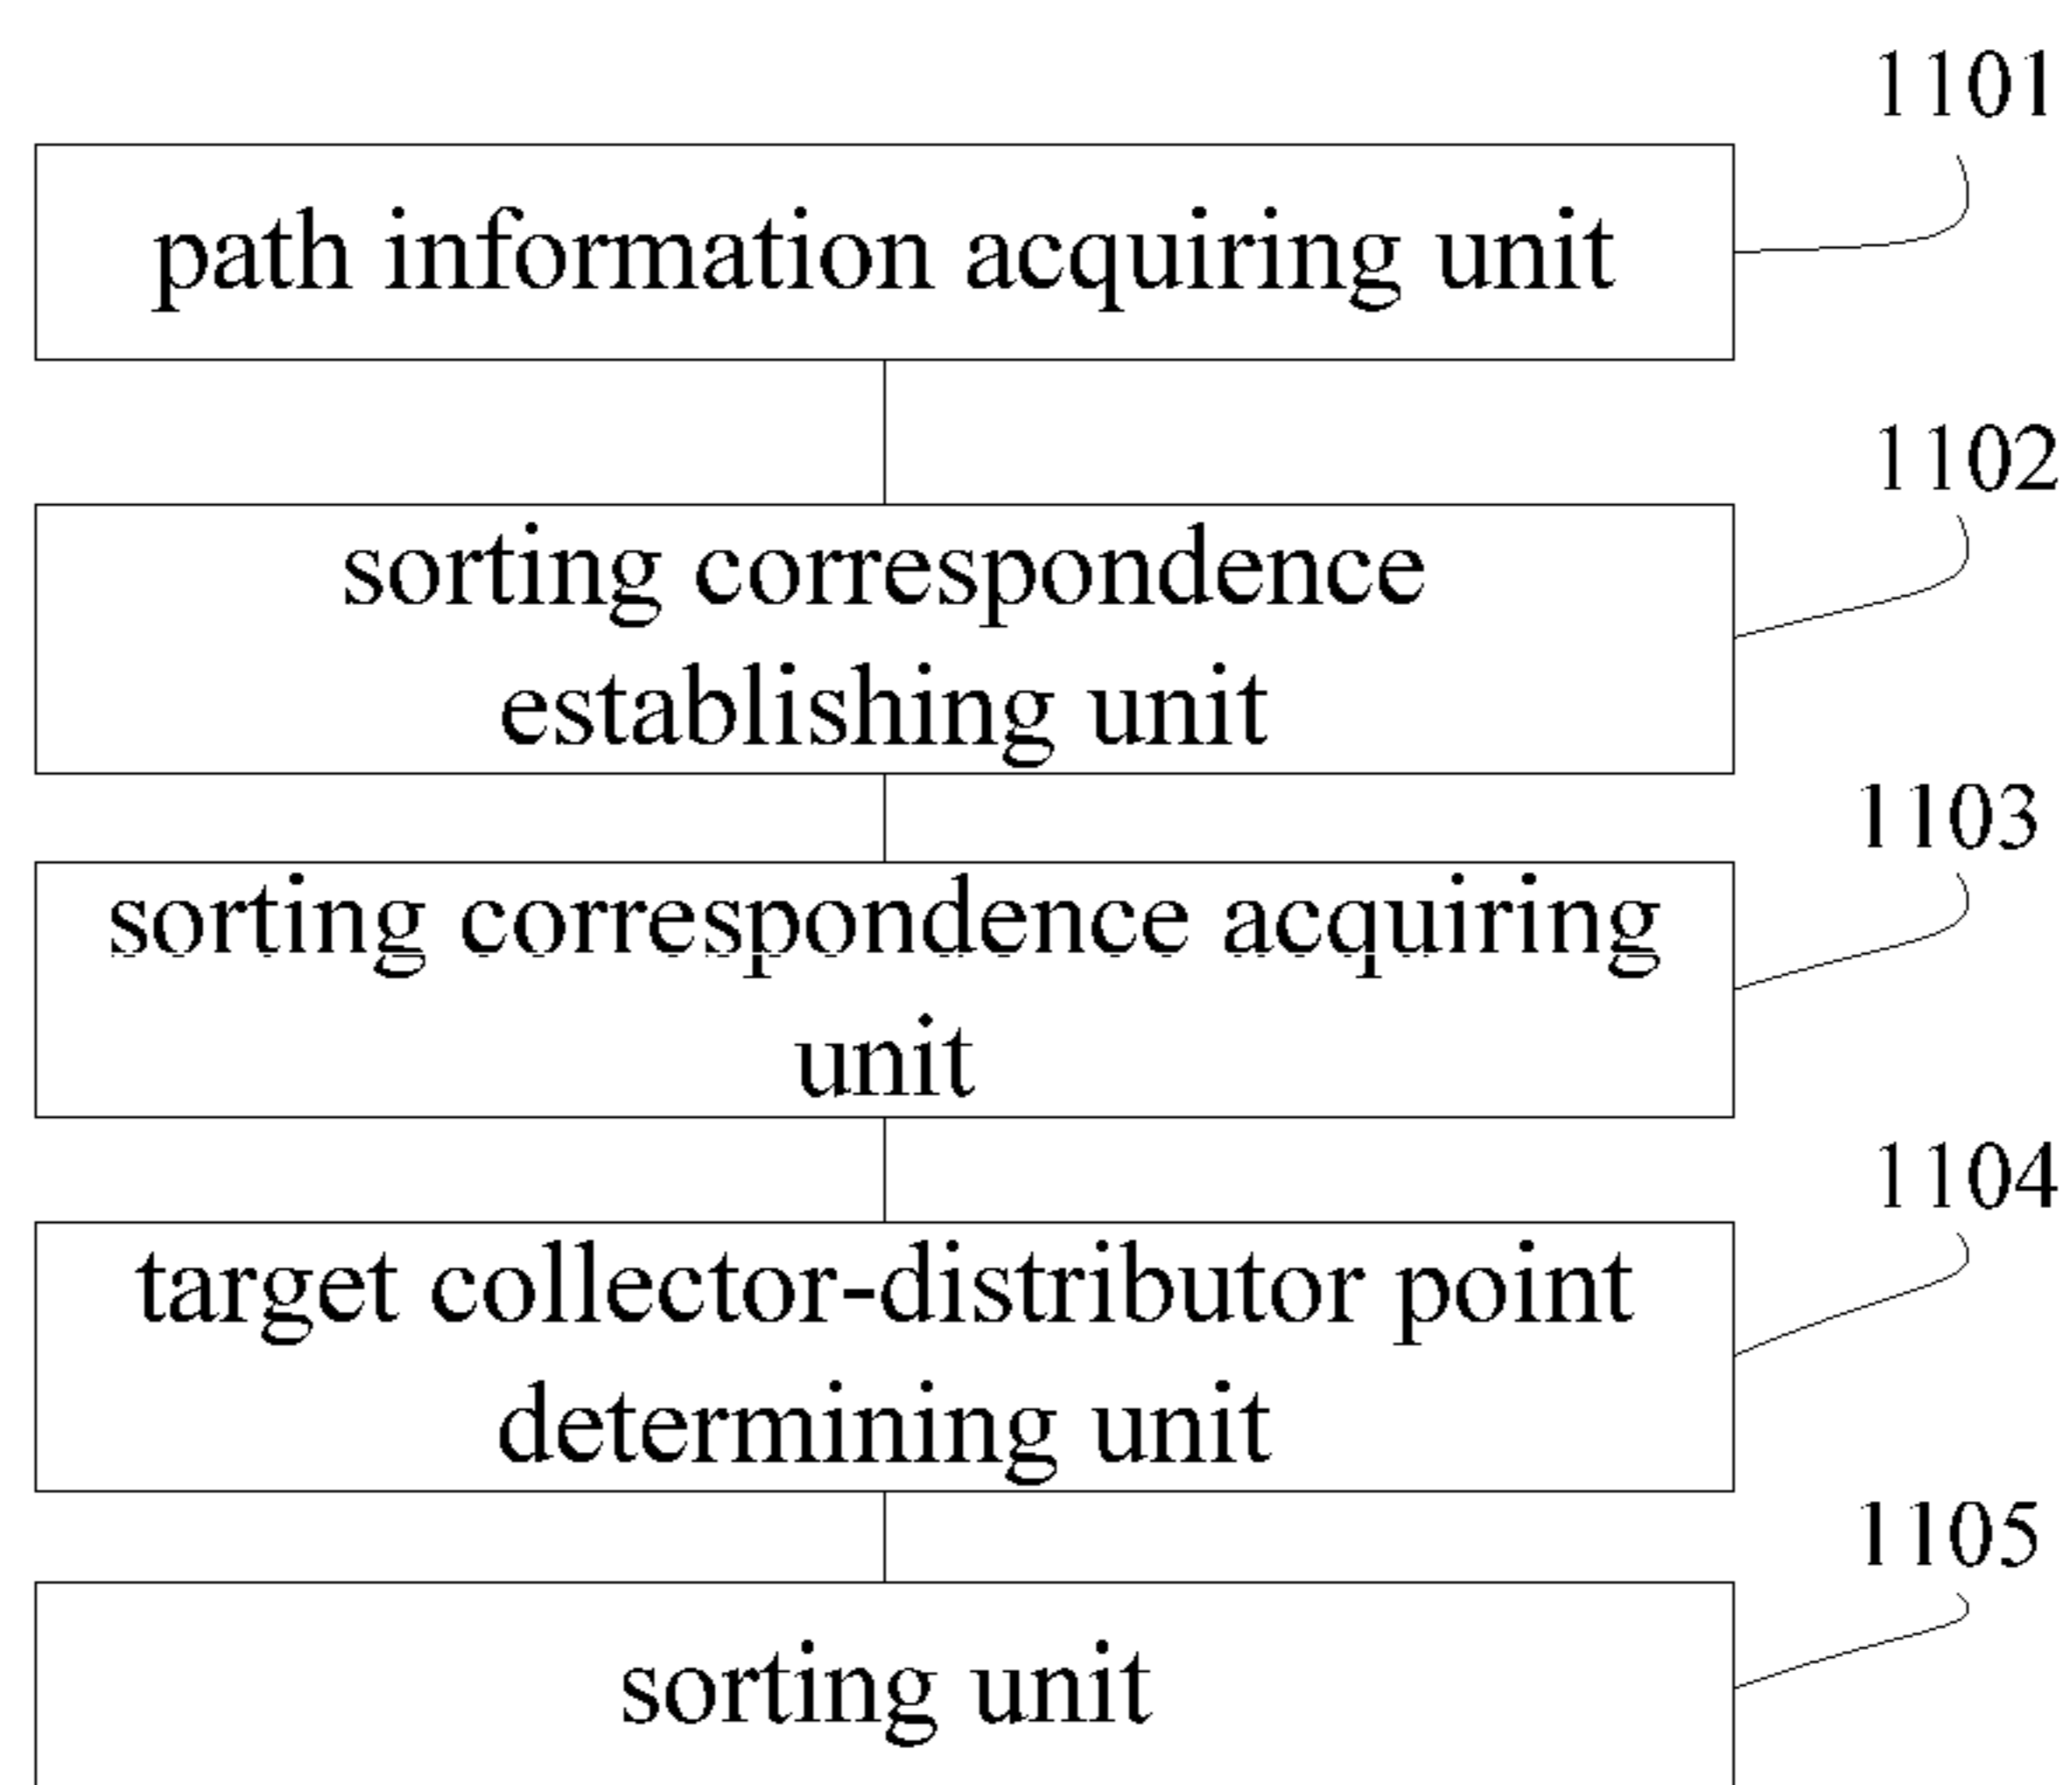 1101
path information acquiring unit
1102
sorting correspondence
establishing unit
1103
sorting correspondence acquiring
unit
1104
target collector-distributor point
determining unit
1105
sorting unit